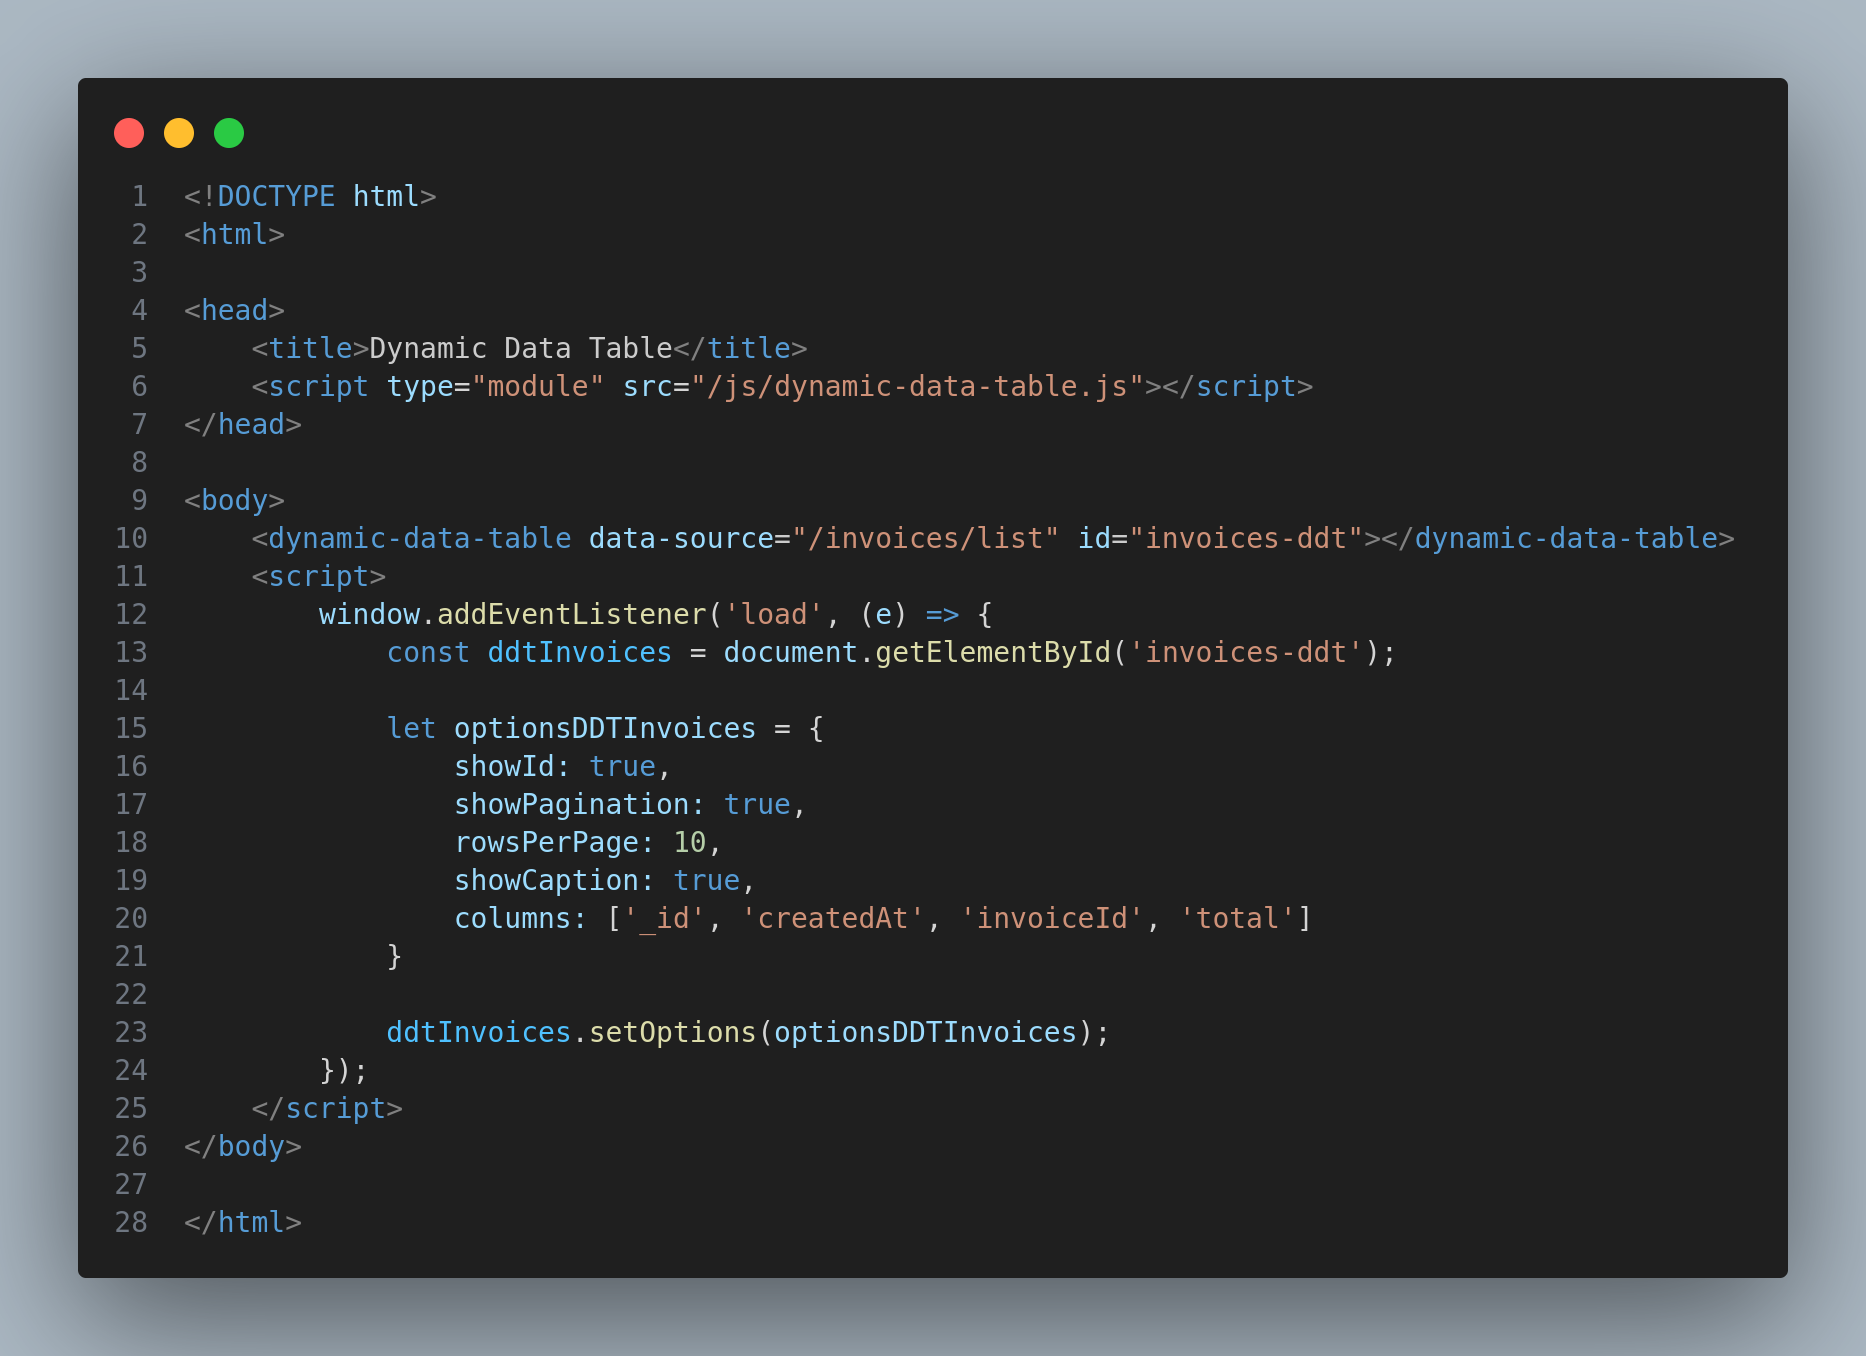 1 <!DOCTYPE html>
2 <html>
3
4 <head>
5     <title>Dynamic Data Table</title>
6     <script type="module" src="/js/dynamic-data-table.js"></script>
7 </head>
8
9 <body>
10     <dynamic-data-table data-source="/invoices/list" id="invoices-ddt"></dynamic-data-table>
11     <script>
12         window.addEventListener('load', (e) => {
13             const ddtInvoices = document.getElementById('invoices-ddt');
14
15             let optionsDDTInvoices = {
16                 showId: true,
17                 showPagination: true,
18                 rowsPerPage: 10,
19                 showCaption: true,
20                 columns: ['_id', 'createdAt', 'invoiceId', 'total']
21             }
22
23             ddtInvoices.setOptions(optionsDDTInvoices);
24         });
25     </script>
26 </body>
27
28 </html>